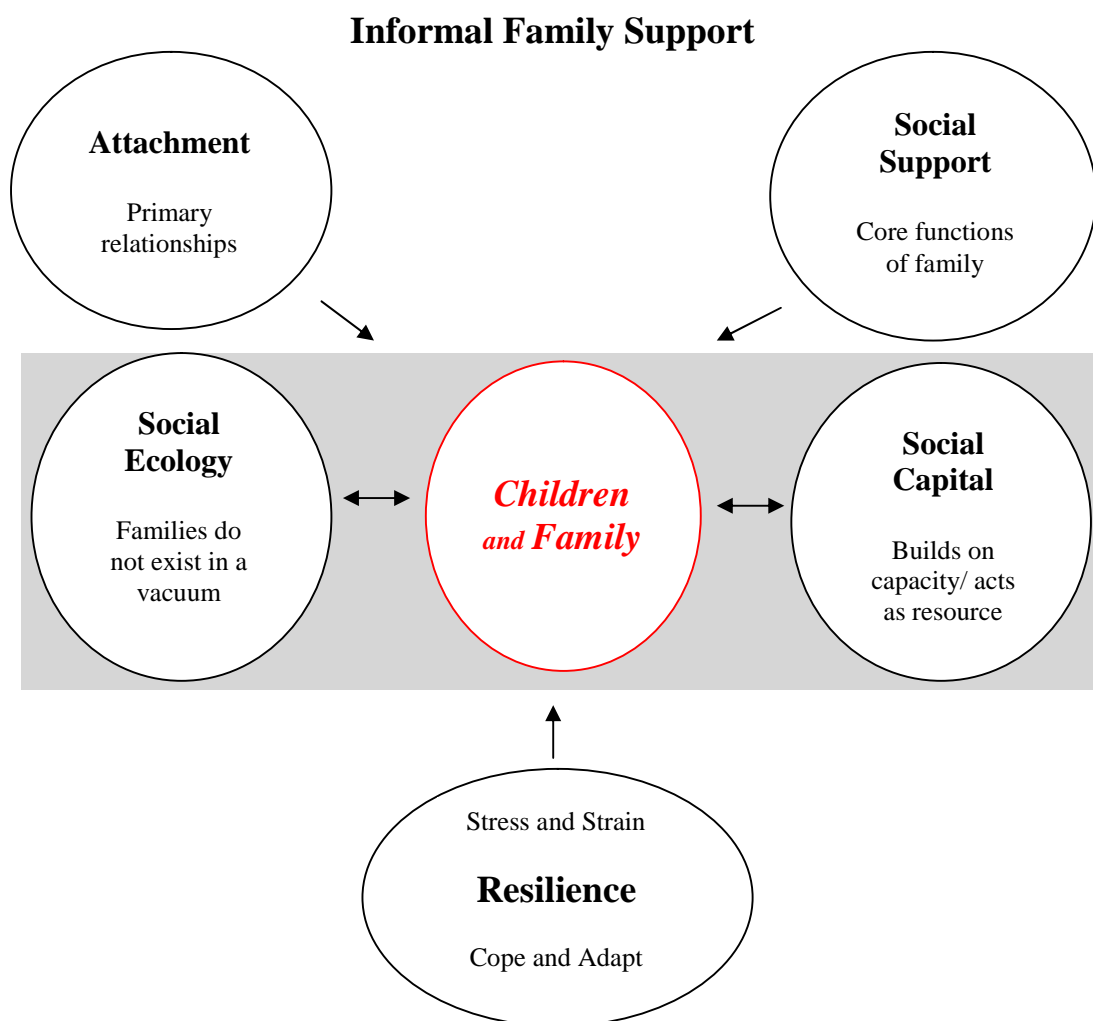 Informal Family Support
Attachment
Primary
relationships
Social
Support
Core functions
of family
Social
Ecology
Families do
not exist in a
vacuum
Children
and Family
Social
Capital
Builds on
capacity/ acts
as resource
Stress and Strain
Resilience
Cope and Adapt